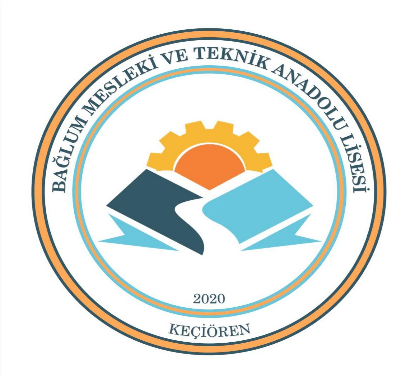 BAĞLUM MESLEKİ VE TEKNİK ANADOLU LİSESİ
2020
KEÇİÖREN